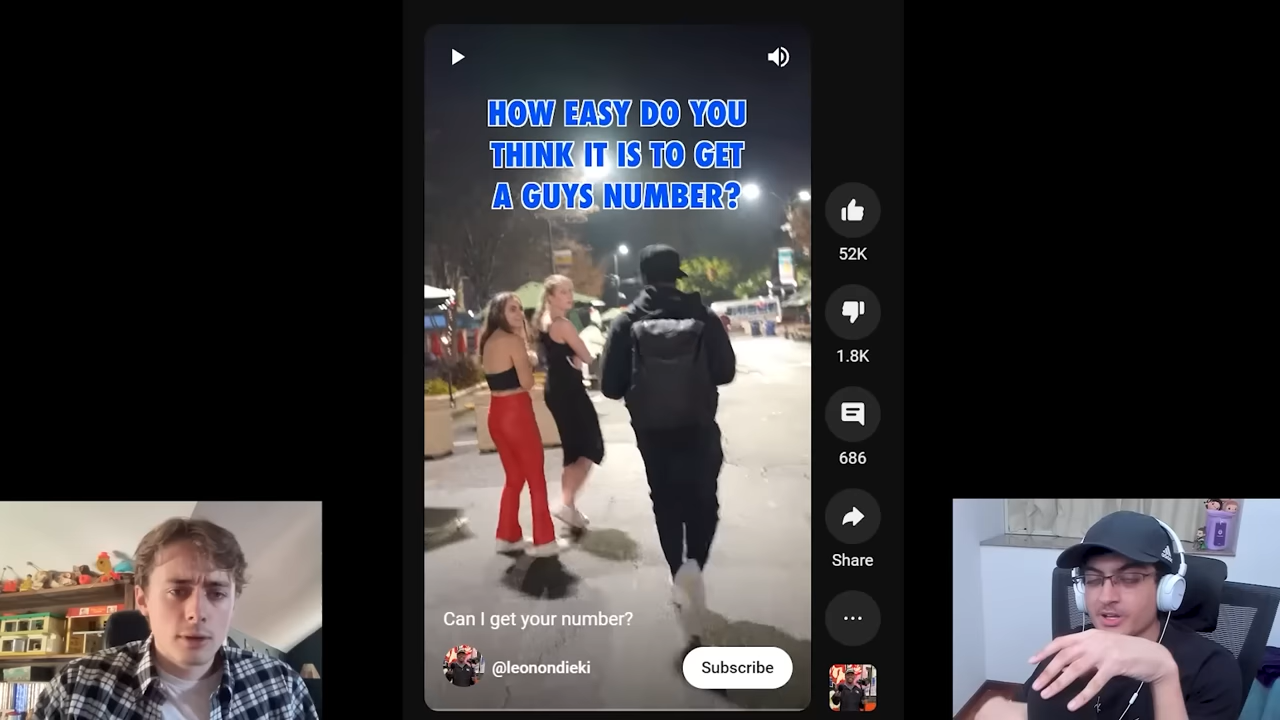 HOW EASY DO YOU
THINK IT IS TO GET
A GUYS NUMBER?
52K
1.8K
686
Share
Can I get your number?
@leonondieki
Subscribe